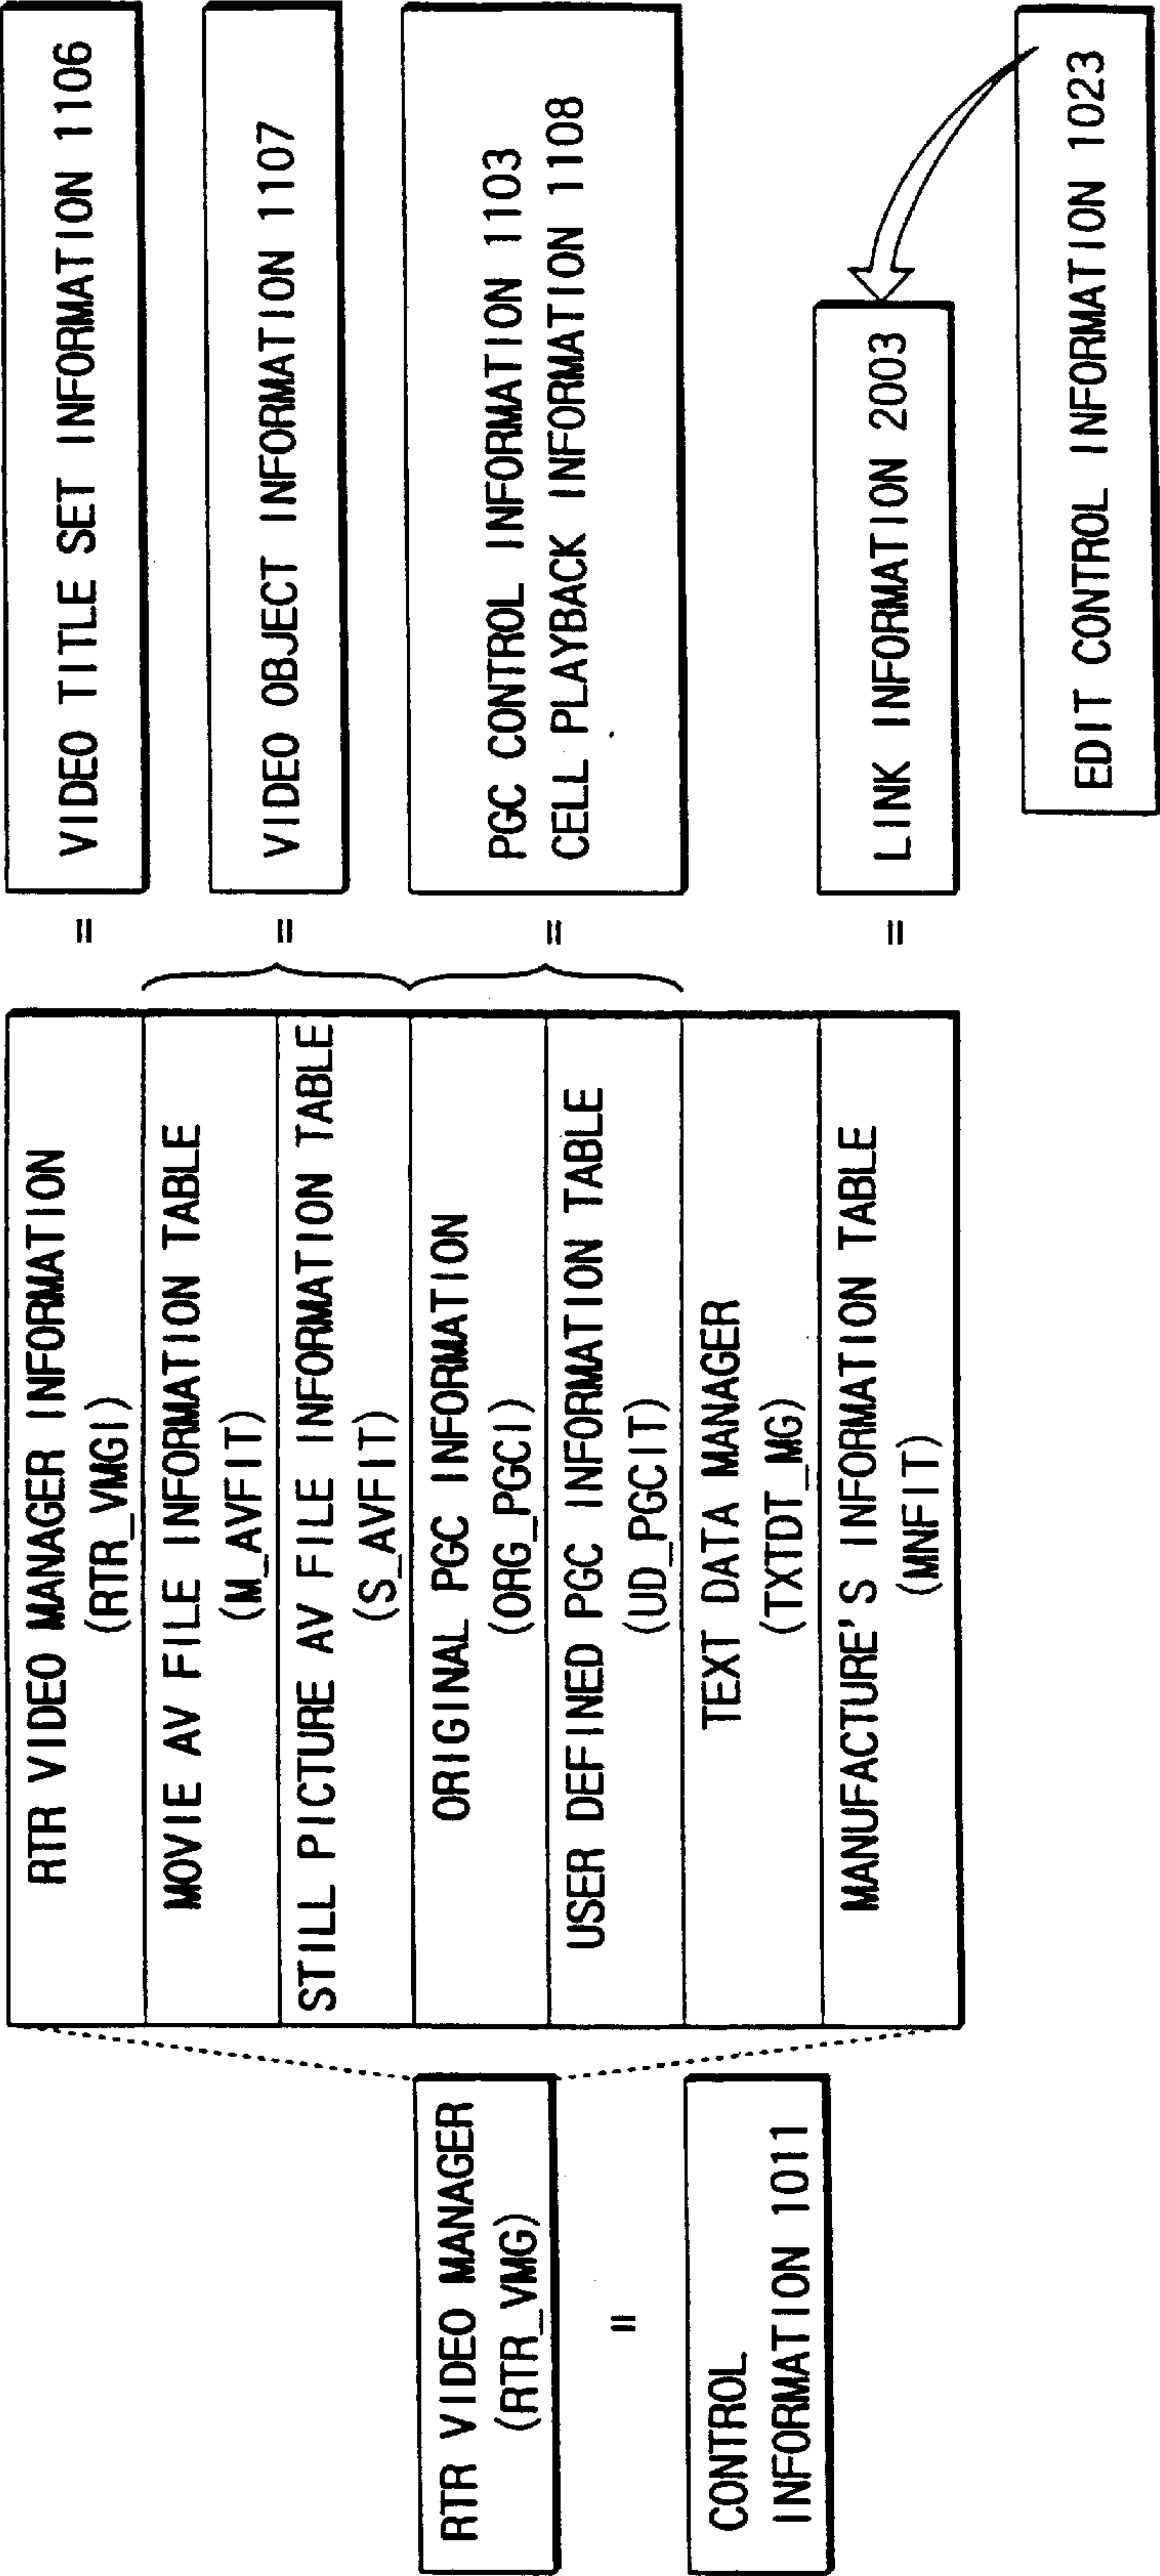 RTR VIDEO MANAGER
(RTR_VMG)
=
CONTROL
INFORMATION 1011
RTR VIDEO MANAGER INFORMATION
(RTR_VMGI)
MOVIE AV FILE INFORMATION TABLE
(M_AVFIT)
STILL PICTURE AV FILE INFORMATION TABLE
(S_AVFIT)
ORIGINAL PGC INFORMATION
(ORG_PGCI)
USER DEFINED PGC INFORMATION TABLE
(UD_PGCIT)
TEXT DATA MANAGER
(TXTDT_MG)
MANUFACTURE'S INFORMATION TABLE
(MNFIT)
= VIDEO TITLE SET INFORMATION 1106
= VIDEO OBJECT INFORMATION 1107
PGC CONTROL INFORMATION 1103
= CELL PLAYBACK INFORMATION 1108
= LINK INFORMATION 2003
EDIT CONTROL INFORMATION 1023